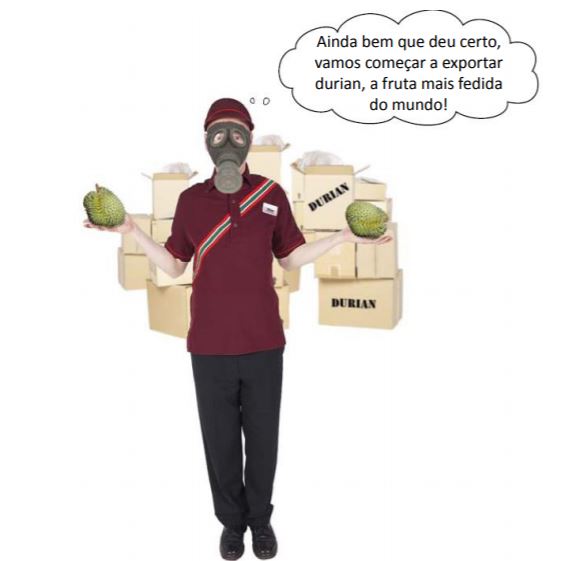 Ainda bem que deu certo,
vamos começar a exportar
durian, a fruta mais fedida
do mundo!
DURIAN
DURIAN